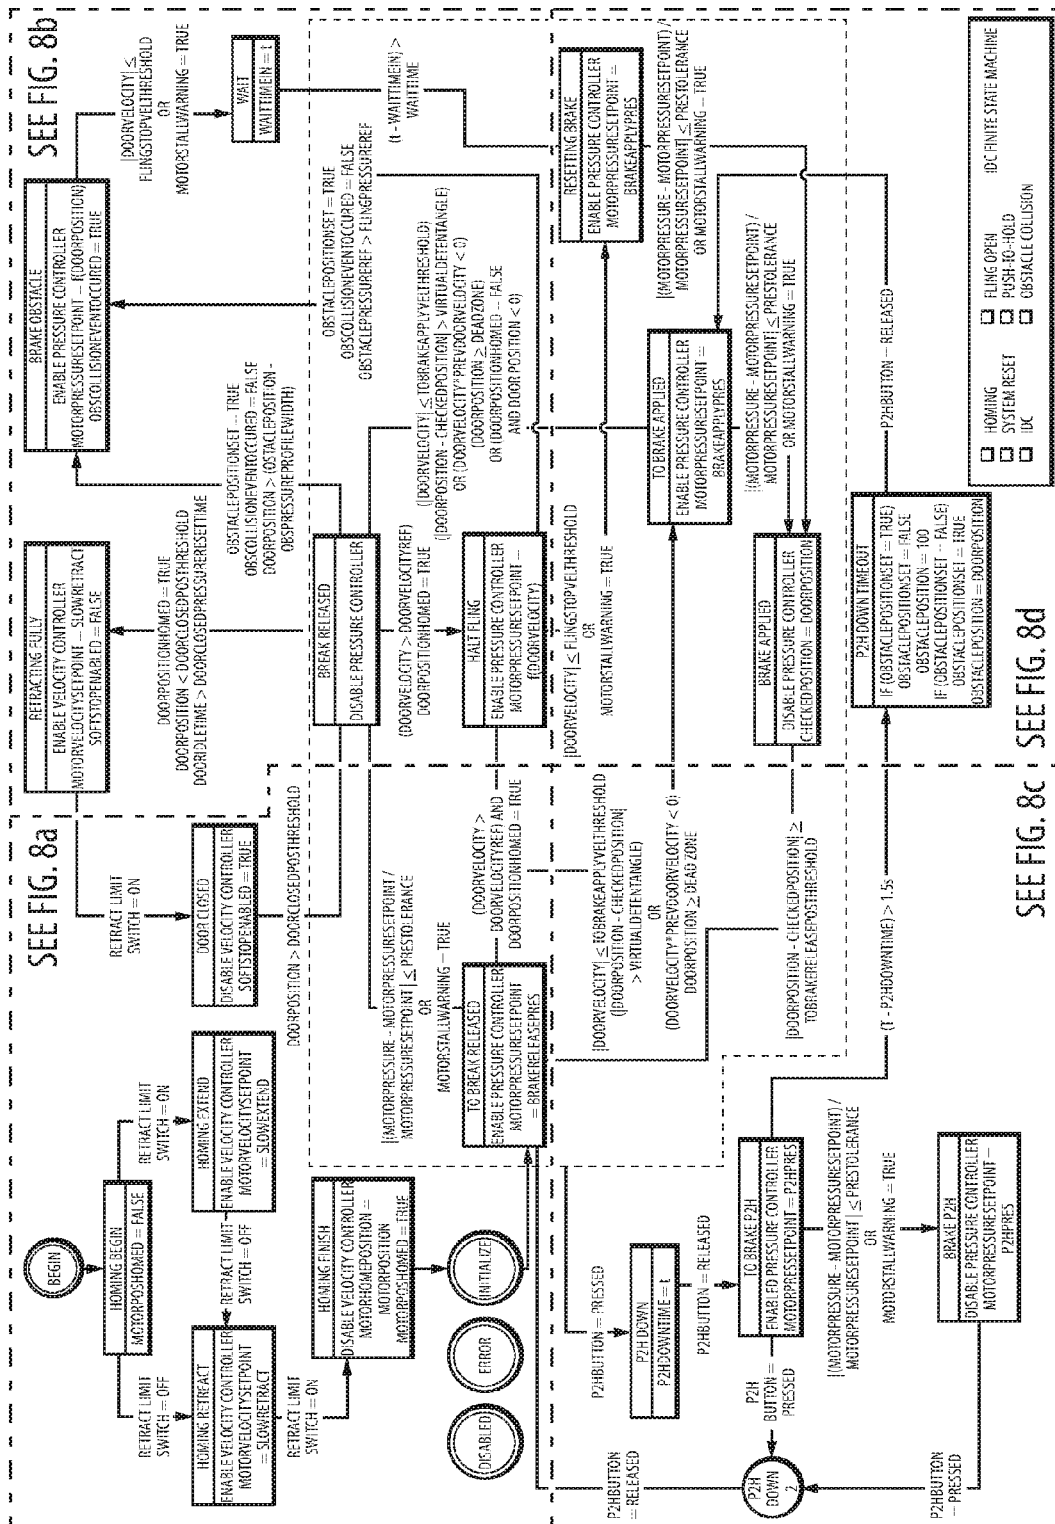 SEE FIG. 8a
BEGIN
HOMING BEGIN
MOTORPOSHOMED = FALSE
RETRACT LIMIT
SWITCH = OFF
RETRACT LIMIT
SWITCH = ON
HOMING RETREACT
ENABLE VELOCITY CONTROLLER
MOTORVELOCITYSETPOINT
= SLOWRETRACT
RETRACT LIMIT
SWITCH = OFF
HOMING EXTEND
ENABLE VELOCITY CONTROLLER
MOTORVELOCITYSETPOINT
= SLOWEXTEND
RETRACT LIMIT
SWITCH = ON
HOMING FINISH
DISABLE VELOCITY CONTROLLER
MOTORHOMEPOSITION =
MOTORPOSITION
MOTORPOSHOMED = TRUE
DISABLED
ERROR
INITIALIZE
RETRACT LIMIT
SWITCH = ON
DOOR CLOSED
DISABLE VELOCITY CONTROLLER
SOFTSTOPENABLED = TRUE
DOORPOSITION > DOORCLOSEDPOSTHRESHOLD
|(MOTORPRESSURE - MOTORPRESSURESETPOINT/
MOTORPRESSURESETPOINT| ≤ PRESTOLERANCE
OR
MOTORSTALLWARNING = TRUE
TO BREAK RELEASED
ENABLE PRESSURE CONTROLLER
MOTORPRESSURESETPOINT
= BRAKERELEASEPRES
(DOORVELOCITY >
DOORVELOCITYREF) AND
DOORPOSITIONHOMED = TRUE
SEE FIG. 8b
RETRACTING FULLY
ENABLE VELOCITY CONTROLLER
MOTORVELOCITYSETPOINT = SLOWRETRACT
SOFTSTOPENABLED = FALSE
BRAKE OBSTACLE
ENABLE PRESSURE CONTROLLER
MOTORPRESSURESETPOINT = f(DOORPOSITION)
OBSCOLLISIONEVENTOCCURED = TRUE
|DOORVELOCITY| ≤
FLINGSTOPVELTHRESHOLD
OR
MOTORSTALLWARNING = TRUE
WAIT
WAITTIMEIN = t
DOORPOSITIONHOMED = TRUE
DOORPOSITION < DOORCLOSEDPOSTHRESHOLD
DOORIDLETIME > DOORCLOSEDPRESSURERESETTIME
OBSTACLEPOSITIONSET = TRUE
OBSCOLLISIONEVENTOCCURED = FALSE
DOORPOSITION > (OSTACLEPOSITION -
OBSPRESSUREPROFILEWIDTH)
OBSTACLEPOSITIONSET = TRUE
OBSCOLLISIONEVENTOCCURED = FALSE
OBSTACLEPRESSUREREF > FLINGPRESSUREREF
(t - WAITTIMEIN) >
WAITTIME
BREAK RELEASED
DISABLE PRESSURE CONTROLLER
(DOORVELOCITY > DOORVELOCITYREF)
DOORPOSITIONHOMED = TRUE
(|DOORVELOCITY| ≤ TOBRAKEAPPLYVELTHRESHOLD)
(|DOORPOSITION - CHECKEDPOSITION| > VIRTUALDETENTANGLE)
OR (DOORVELOCITY*PREVDOORVELOCITY < 0)
(DOORPOSITION ≥ DEADZONE)
OR (DOORPOSITIONHOMED = FALSE
AND DOOR POSITION < 0)
HALT FLING
ENABLE PRESSURE CONTROLLER
MOTORPRESSURESETPOINT =
f(DOORVELOCITY)
SEE FIG. 8c
|DOORVELOCITY| ≤ TOBRAKEAPPLYVELTHRESHOLD
(|DOORPOSITION - CHECKEDPOSITION|
> VIRTUALDETENTANGLE)
OR
(DOORVELOCITY*PREVDOORVELOCITY < 0)
DOORPOSITION ≥ DEAD ZONE
|DOORPOSITION - CHECKEDPOSITION| ≥
TOBRAKERELEASEPOSTHRESHOLD
P2HBUTTON = PRESSED
P2H DOWN
P2HDOWNTIME = t
P2HBUTTON = RELEASED
P2HBUTTON
= RELEASED
TO BRAKE P2H
ENABLED PRESSURE CONTROLLER
MOTORPRESSETPOINT = P2HPRES
P2H
BUTTON =
PRESSED
P2H
DOWN
2
(T - P2HDOWNTIME) > 1.5s
|(MOTORPRESSURE - MOTORPRESSURESETPOINT)/
MOTORPRESSURESETPOINT| ≤ PRESTOLERANCE
OR
MOTORSTALLWARNING = TRUE
BRAKE P2H
DISABLE PRESSURE CONTROLLER
MOTORPRESSURESETPOINT =
P2HPRES
P2HBUTTON
= PRESSED
SEE FIG. 8d
|DOORVELOCITY| ≤ FLINGSTOPVELTHRESHOLD
OR
MOTORSTALLWARNING = TRUE
RESETTING BRAKE
ENABLE PRESSURE CONTROLLER
MOTORPRESSURESETPOINT =
BRAKEAPPLYPRES
|(MOTORPRESSURE - MOTORPRESSURESETPOINT)/
MOTORPRESSURESETPOINT| ≤ PRESTOLERANCE
OR MOTORSTALLWARNING = TRUE
TO BRAKE APPLIED
ENABLE PRESSURE CONTROLLER
MOTORPRESSURESETPOINT =
BRAKEAPPLYPRES
|(MOTORPRESSURE - MOTORPRESSURESETPOINT)/
MOTORPRESSURESETPOINT| ≤ PRESTOLERANCE
OR MOTORSTALLWARNING = TRUE
BRAKE APPLIED
DISABLE PRESSURE CONTROLLER
CHECKEDPOSITION = DOORPOSITION
P2H DOWN TIMEOUT
IF (OBSTACLEPOSITIONSET = TRUE)
OBSTACLEPOSITIONSET = FALSE
OBSTACLEPOSITION = 100
IF (OBSTACLEPOSITIONSET = FALSE)
OBSTACLEPOSITIONSET = TRUE
OBSTACLEPOSITION = DOORPOSITION
P2HBUTTON = RELEASED
HOMING
SYSTEM RESET
IDC
FLING OPEN
PUSH-TO-HOLD
OBSTACLE COLLISION
IDC FINITE STATE MACHINE